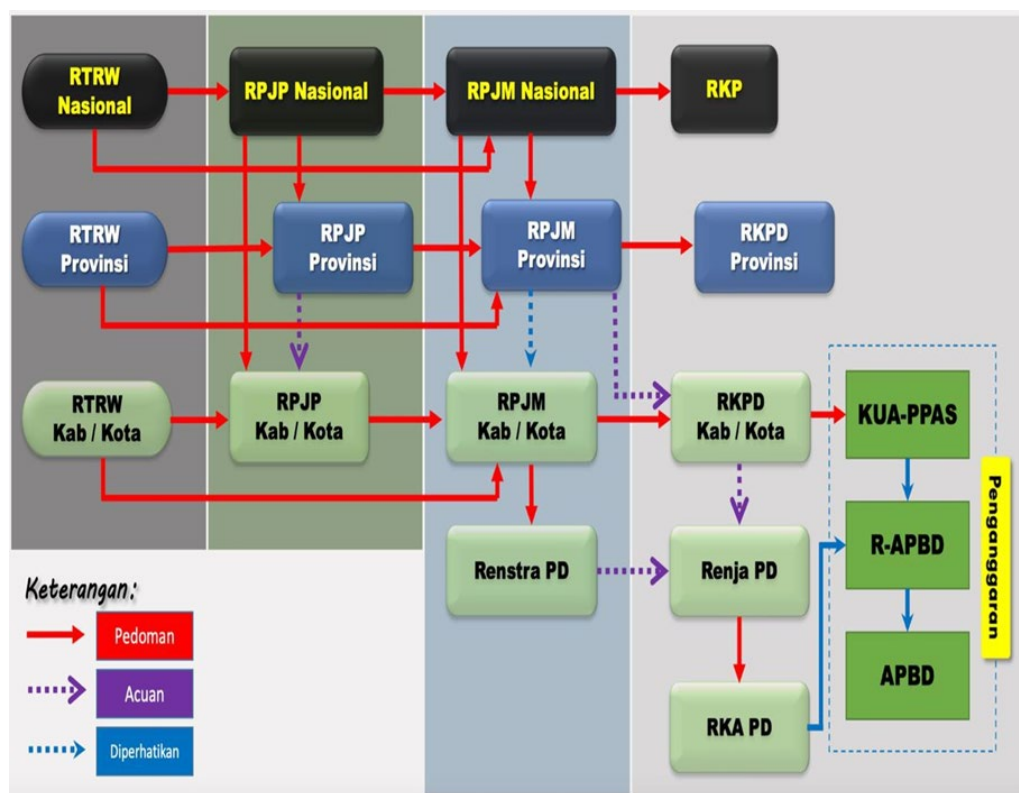 RTRW
Nasional
RPJP Nasional
RPJM Nasional
RKP
RTRW
Provinsi
RPJP
Provinsi
RPJM
Provinsi
RKPD
Provinsi
RTRW
Kab / Kota
RPJP
Kab / Kota
RPJM
Kab / Kota
RKPD
Kab / Kota
KUA-PPAS
Renstra PD
Renja PD
R-APBD
RKA PD
APBD
Penganggaran
Keterangan :
Pedoman
Acuan
Diperhatikan